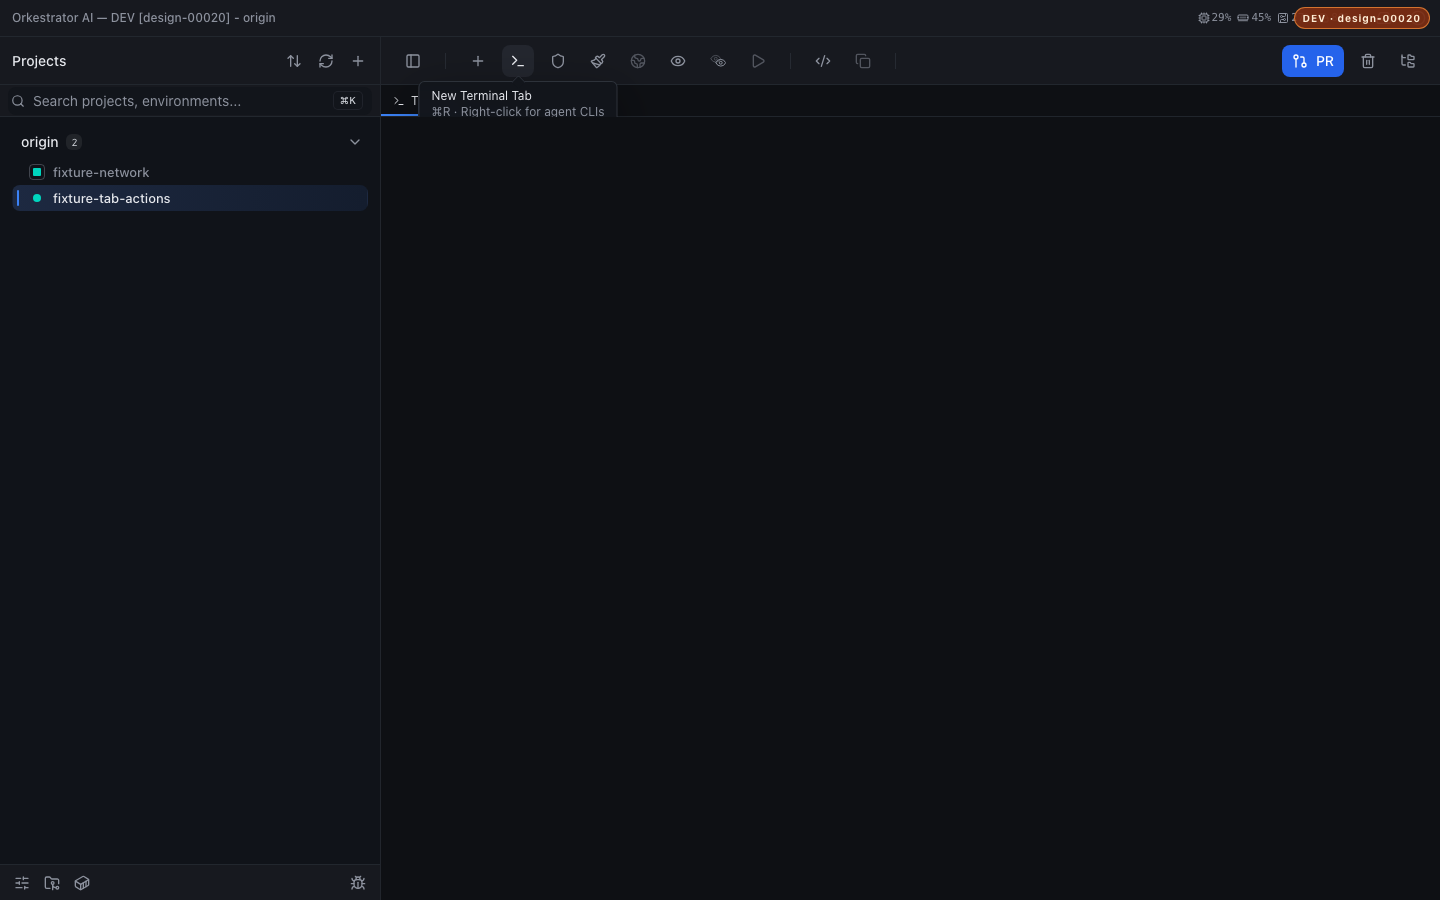 Orkestrator AI — DEV [design-00020] - origin
29% 45%
DEV · design-00020
Projects
PR
Search projects, environments...
⌘K
New Terminal Tab
⌘R · Right-click for agent CLIs
origin 2
fixture-network
fixture-tab-actions